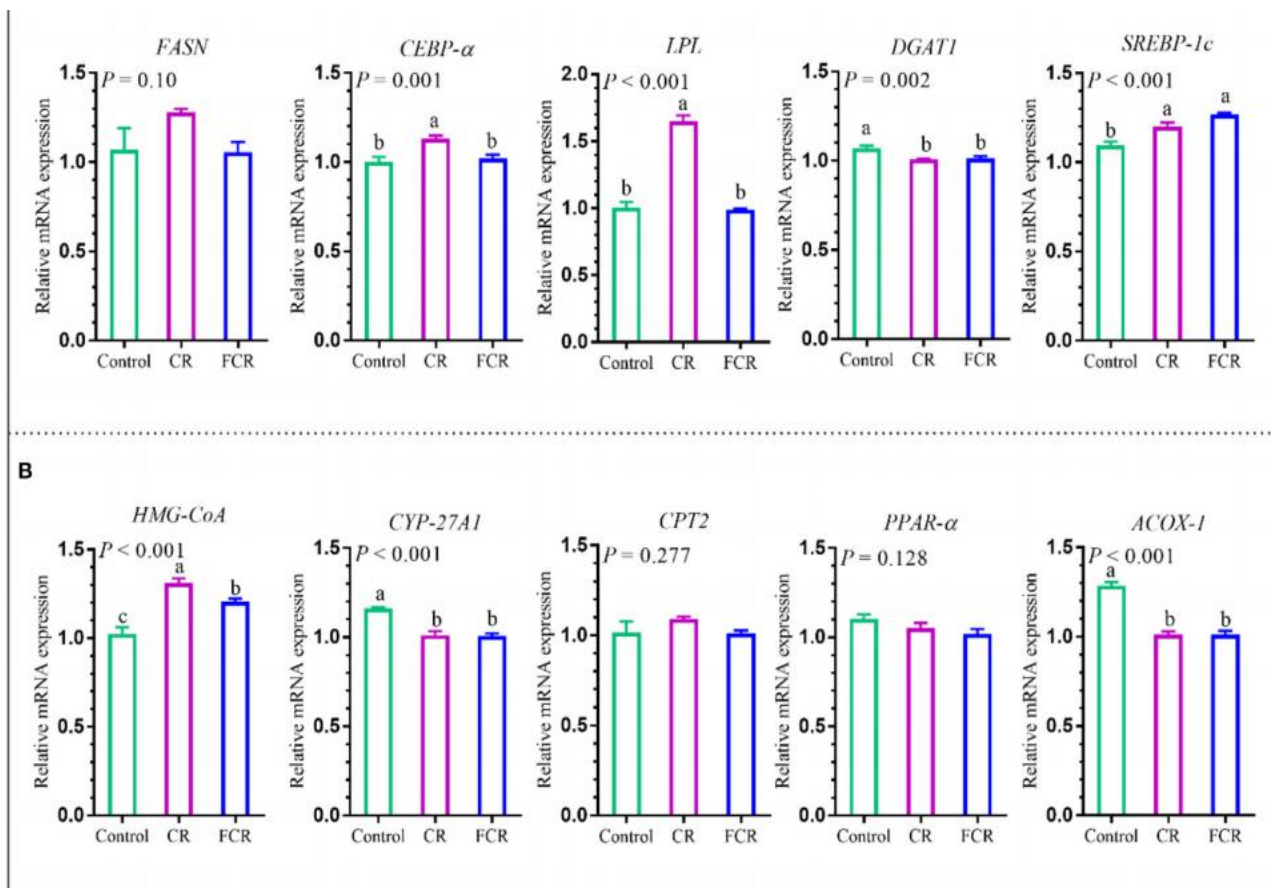 FASN CEBP-α LPL DGAT1 SREBP-1c
1.5 1.5 2.0 1.5 1.5
P = 0.10 P = 0.001 P < 0.001 P = 0.002 P < 0.001
a a a a a
b b b b b b b b
1.0 1.0 1.5 1.0 1.0
1.0
0.5 0.5 0.5 0.5 0.5
0.0 0.0 0.0 0.0 0.0
Relative mRNA expression Relative mRNA expression Relative mRNA expression Relative mRNA expression Relative mRNA expression
Control CR FCR Control CR FCR Control CR FCR Control CR FCR Control CR FCR
B
HMG-CoA CYP-27A1 CPT2 PPAR-α ACOX-1
1.5 1.5 1.5 1.5 1.5
P < 0.001 P < 0.001 P = 0.277 P = 0.128 P < 0.001
c a b a b b a b b
1.0 1.0 1.0 1.0 1.0
0.5 0.5 0.5 0.5 0.5
0.0 0.0 0.0 0.0 0.0
Relative mRNA expression Relative mRNA expression Relative mRNA expression Relative mRNA expression Relative mRNA expression
Control CR FCR Control CR FCR Control CR FCR Control CR FCR Control CR FCR